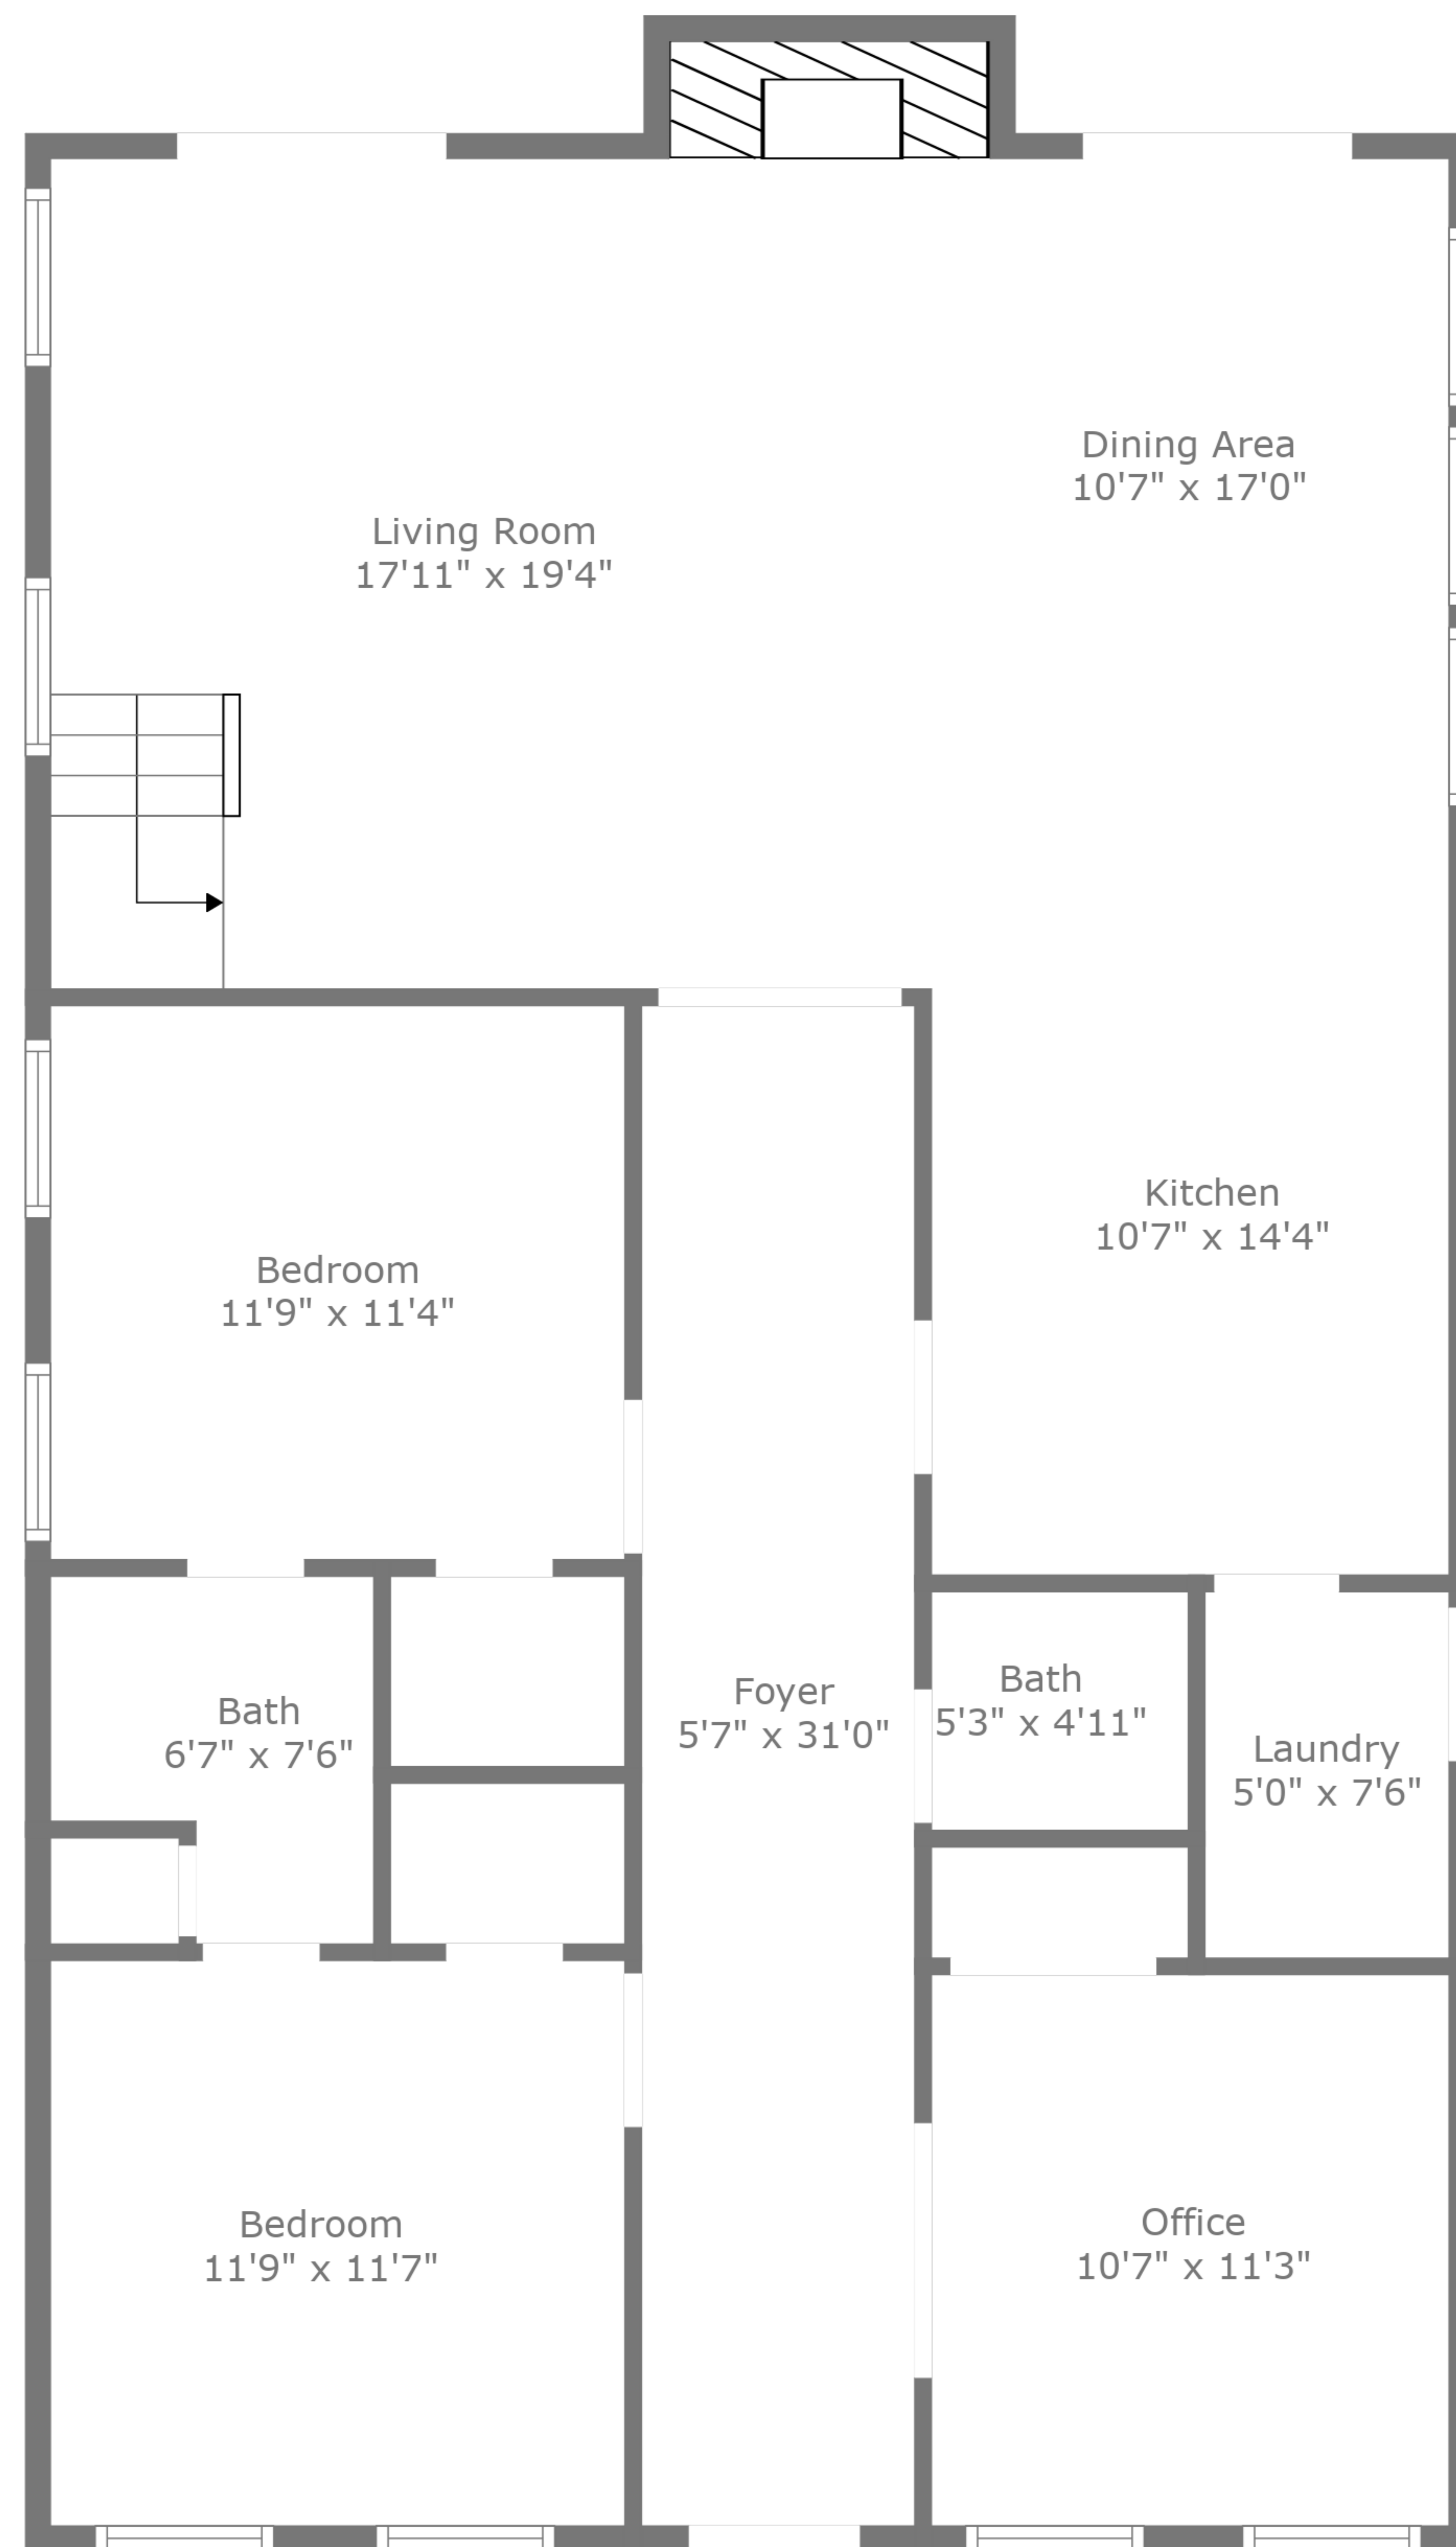 Dining Area
10'7" x 17'0"
Living Room
17'11" x 19'4"
Kitchen
10'7" x 14'4"
Bedroom
11'9" x 11'4"
Bath
5'3" x 4'11"
Foyer
5'7" x 31'0"
Bath
6'7" x 7'6"
Laundry
5'0" x 7'6"
Bedroom
11'9" x 11'7"
Office
10'7" x 11'3"